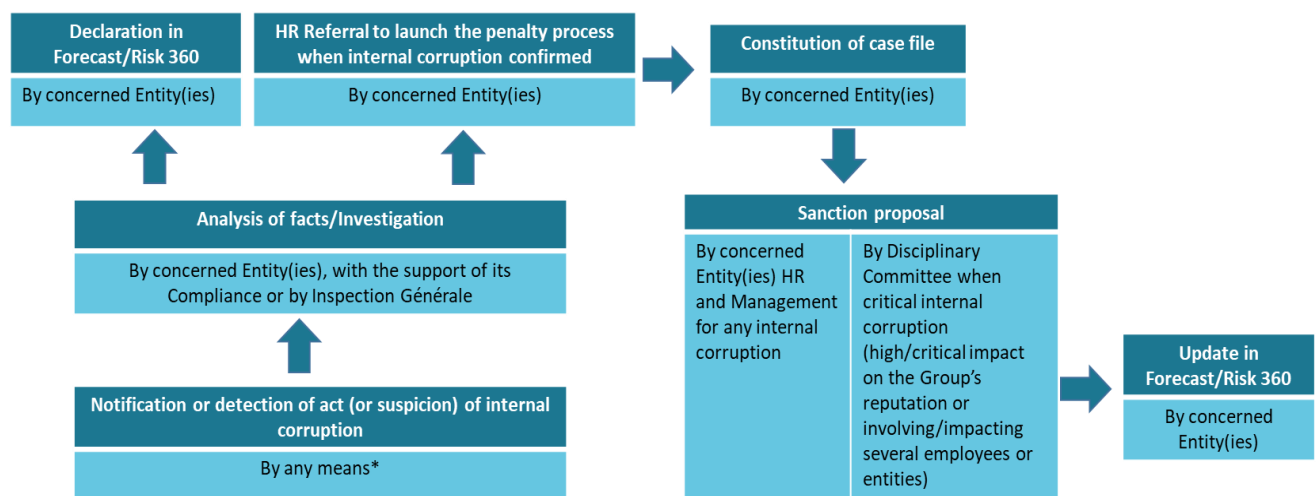 Declaration in
Forecast/Risk 360
By concerned Entity(ies)
HR Referral to launch the penalty process
when internal corruption confirmed
By concerned Entity(ies)
Constitution of case file
By concerned Entity(ies)
Analysis of facts/Investigation
By concerned Entity(ies), with the support of its
Compliance or by Inspection Générale
Notification or detection of act (or suspicion) of internal
corruption
By any means*
Sanction proposal
By concerned
Entity(ies) HR
and Management
for any internal
corruption
By Disciplinary
Committee when
critical internal
corruption
(high/critical impact
on the Group’s
reputation or
involving/impacting
several employees or
entities)
Update in
Forecast/Risk 360
By concerned
Entity(ies)